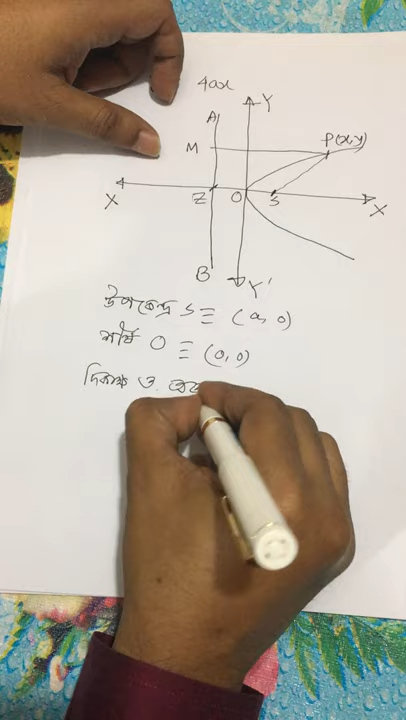 4ax
Y
A
M
P(x,y)
X
Z
O
S
X
B
Y'
উপকেন্দ্র S ≡ (a, 0)
শীর্ষ O ≡ (0, 0)
দিকাক্ষ ও